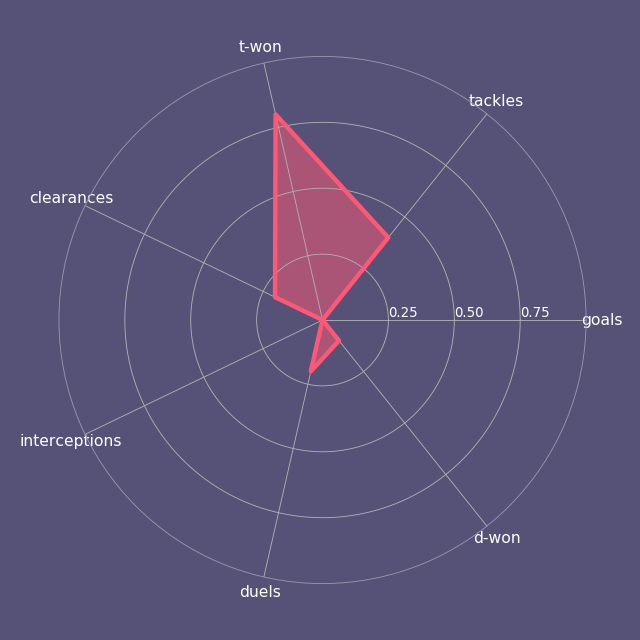 t-won
tackles
clearances
0.25
0.50
0.75
goals
interceptions
d-won
duels